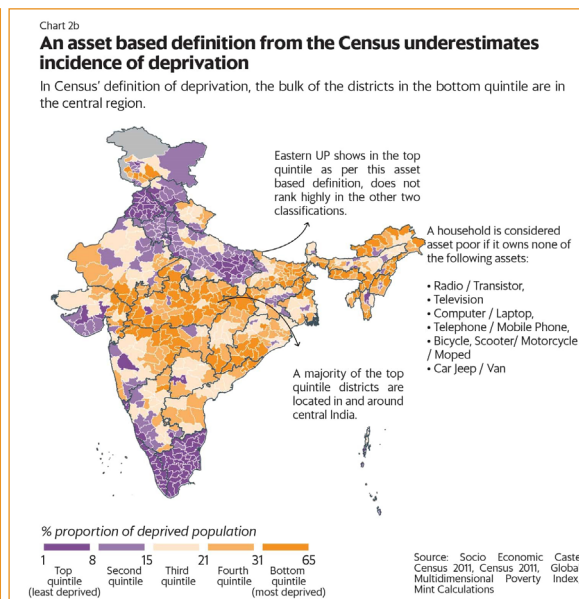 Chart 2b
An asset based definition from the Census underestimates
incidence of deprivation
In Census' definition of deprivation, the bulk of the districts in the bottom quintile are in
the central region.
Eastern UP shows in the top
quintile as per this asset
based definition, does not
rank highly in the other two
classifications.
A household is considered
asset poor if it owns none of
the following assets:
• Radio / Transistor,
• Television
• Computer / Laptop,
• Telephone / Mobile Phone,
• Bicycle, Scooter/ Motorcycle
/ Moped
• Car Jeep / Van
A majority of the top
quintile districts are
located in and around
central India.
% proportion of deprived population
1 8 15 21 31 65
Top Second Third Fourth Bottom
quintile quintile quintile quintile quintile
(least deprived) (most deprived)
Source: Socio Economic Caste
Census 2011, Census 2011, Global
Multidimensional Poverty Index,
Mint Calculations